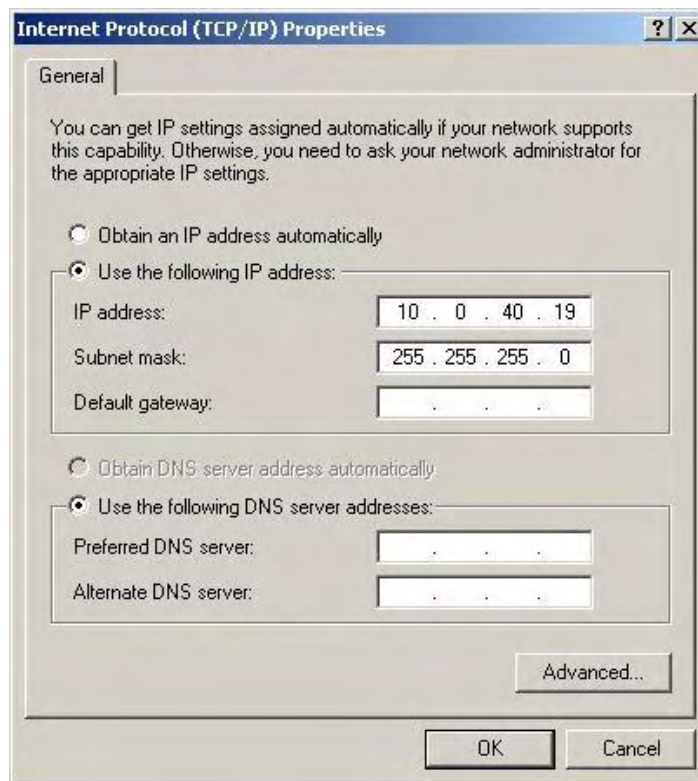 Internet Protocol (TCP/IP) Properties
General
You can get IP settings assigned automatically if your network supports
this capability. Otherwise, you need to ask your network administrator for
the appropriate IP settings.
Obtain an IP address automatically
Use the following IP address:
IP address: 10 . 0 . 40 . 19
Subnet mask: 255 . 255 . 255 . 0
Default gateway: . . .
Obtain DNS server address automatically
Use the following DNS server addresses:
Preferred DNS server: . . .
Alternate DNS server: . . .
Advanced...
OK Cancel